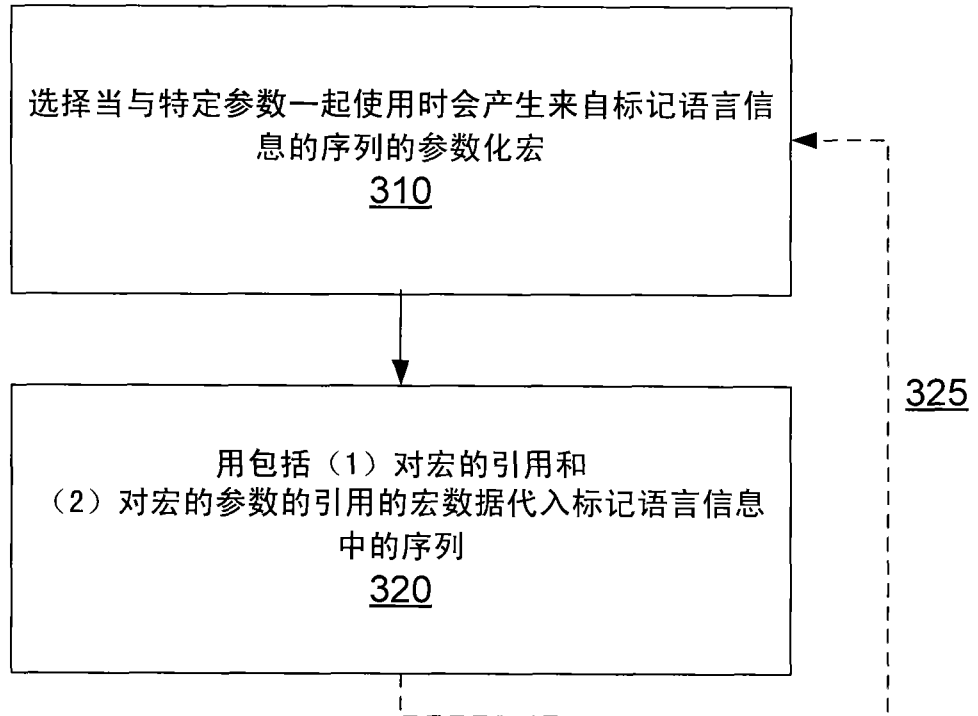 选择当与特定参数一起使用时会产生来自标记语言信
息的序列的参数化宏
310
325
用包括（1）对宏的引用和
（2）对宏的参数的引用的宏数据代入标记语言信息
中的序列
320